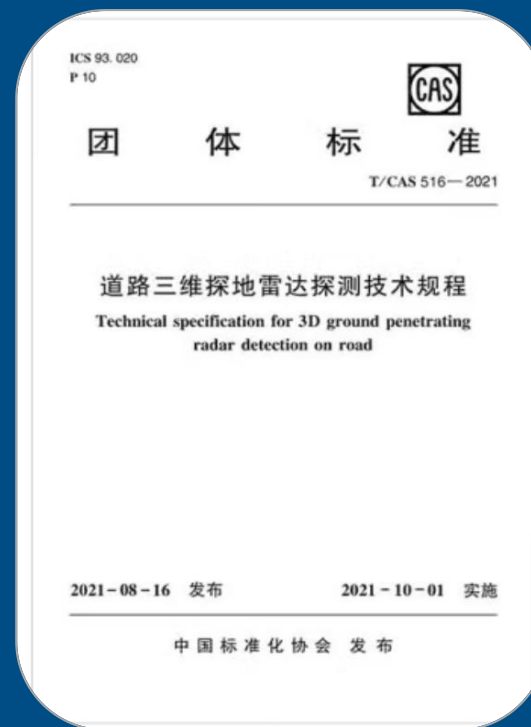 ICS 93.020
P 10
CAS
团 体 标 准
T/CAS 516—2021
道路三维探地雷达探测技术规程
Technical specification for 3D ground penetrating
radar detection on road
2021-08-16 发布 2021-10-01 实施
中国标准化协会 发布